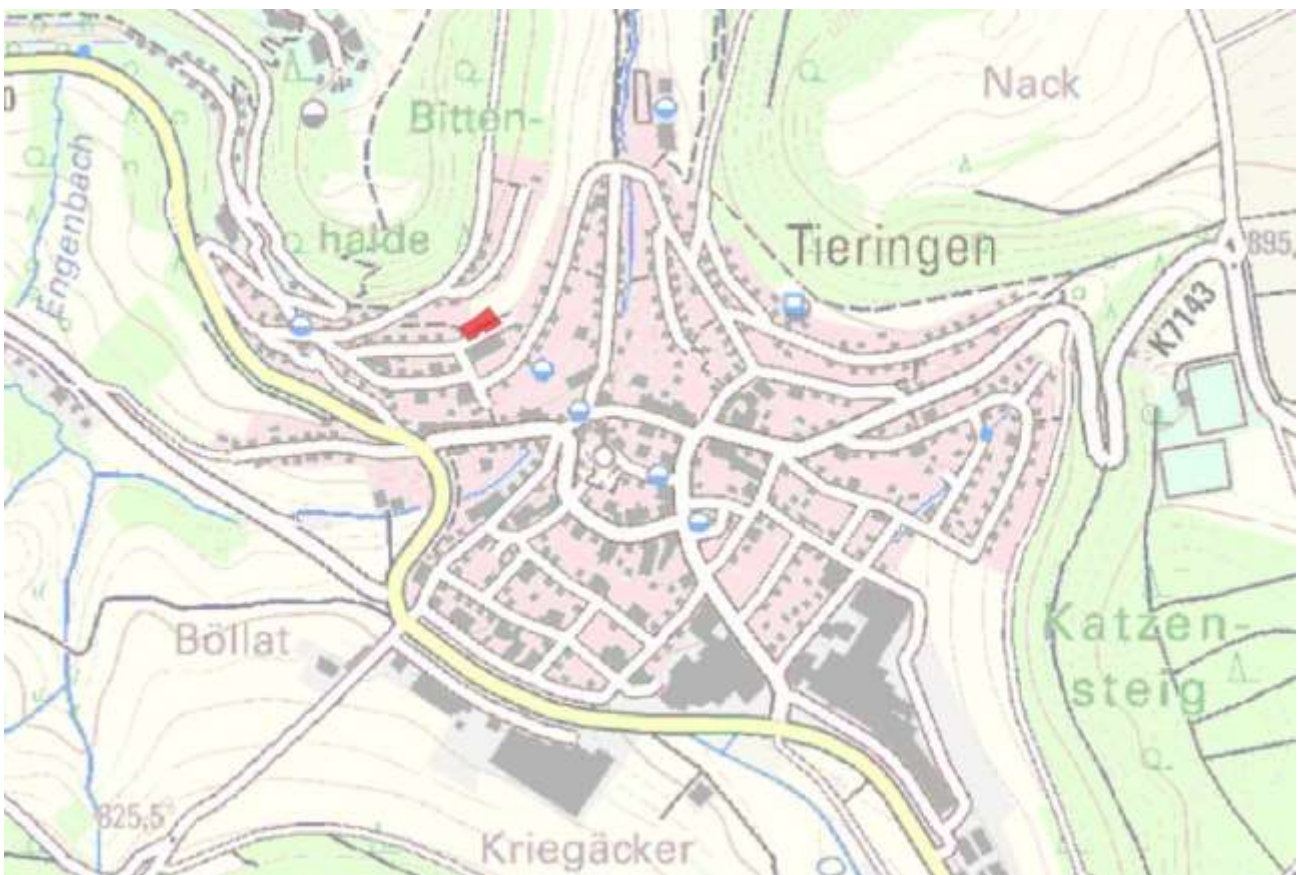 Nack
Bitten-
halde
Tieringen
895,
Engenbach
K7143
Böllat
Katzen-
steig
825,5
Kriegäcker